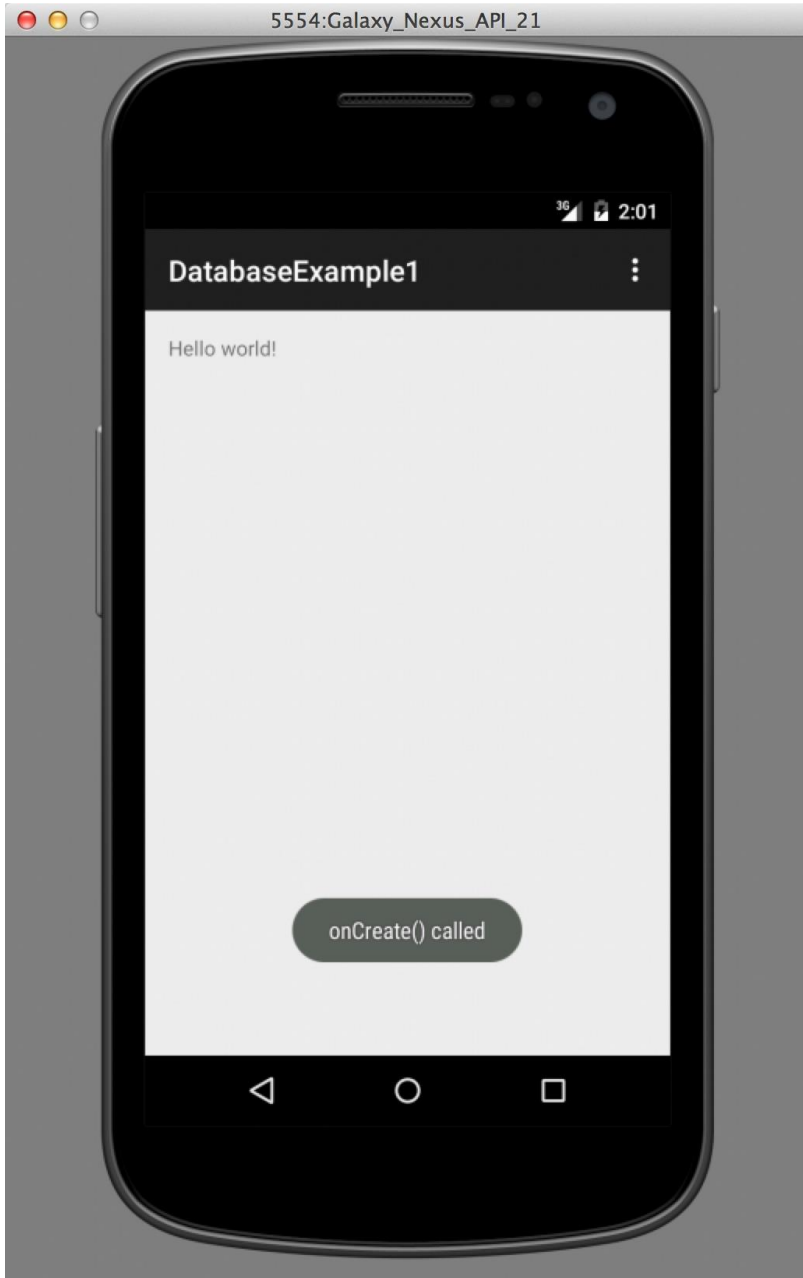 5554:Galaxy_Nexus_API_21
3G 2:01
DatabaseExample1
Hello world!
onCreate() called